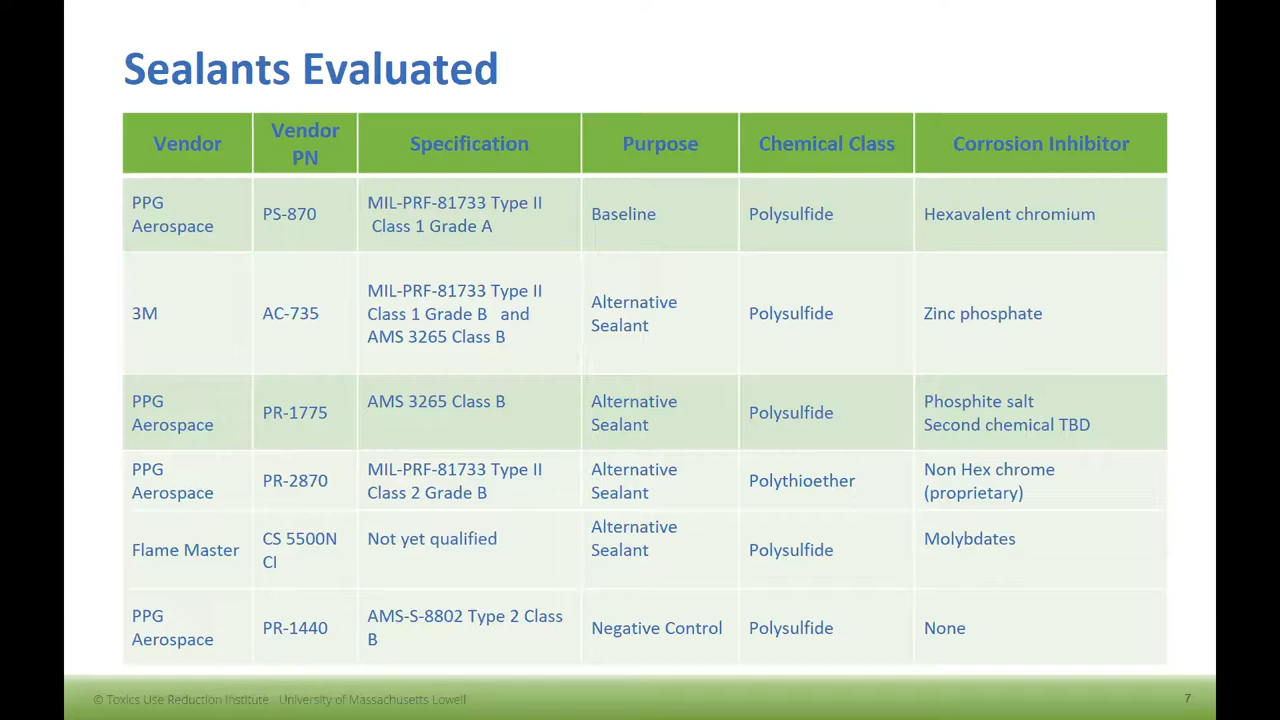 Sealants Evaluated
Vendor
Vendor
PN
Specification
Purpose
Chemical Class
Corrosion Inhibitor
PPG
Aerospace
PS-870
MIL-PRF-81733 Type II
Class 1 Grade A
Baseline
Polysulfide
Hexavalent chromium
3M
AC-735
MIL-PRF-81733 Type II
Class 1 Grade B and
AMS 3265 Class B
Alternative
Sealant
Polysulfide
Zinc phosphate
PPG
Aerospace
PR-1775
AMS 3265 Class B
Alternative
Sealant
Polysulfide
Phosphite salt
Second chemical TBD
PPG
Aerospace
PR-2870
MIL-PRF-81733 Type II
Class 2 Grade B
Alternative
Sealant
Polythioether
Non Hex chrome
(proprietary)
Flame Master
CS 5500N
CI
Not yet qualified
Alternative
Sealant
Polysulfide
Molybdates
PPG
Aerospace
PR-1440
AMS-S-8802 Type 2 Class
B
Negative Control
Polysulfide
None
© Toxics Use Reduction Institute University of Massachusetts Lowell
7